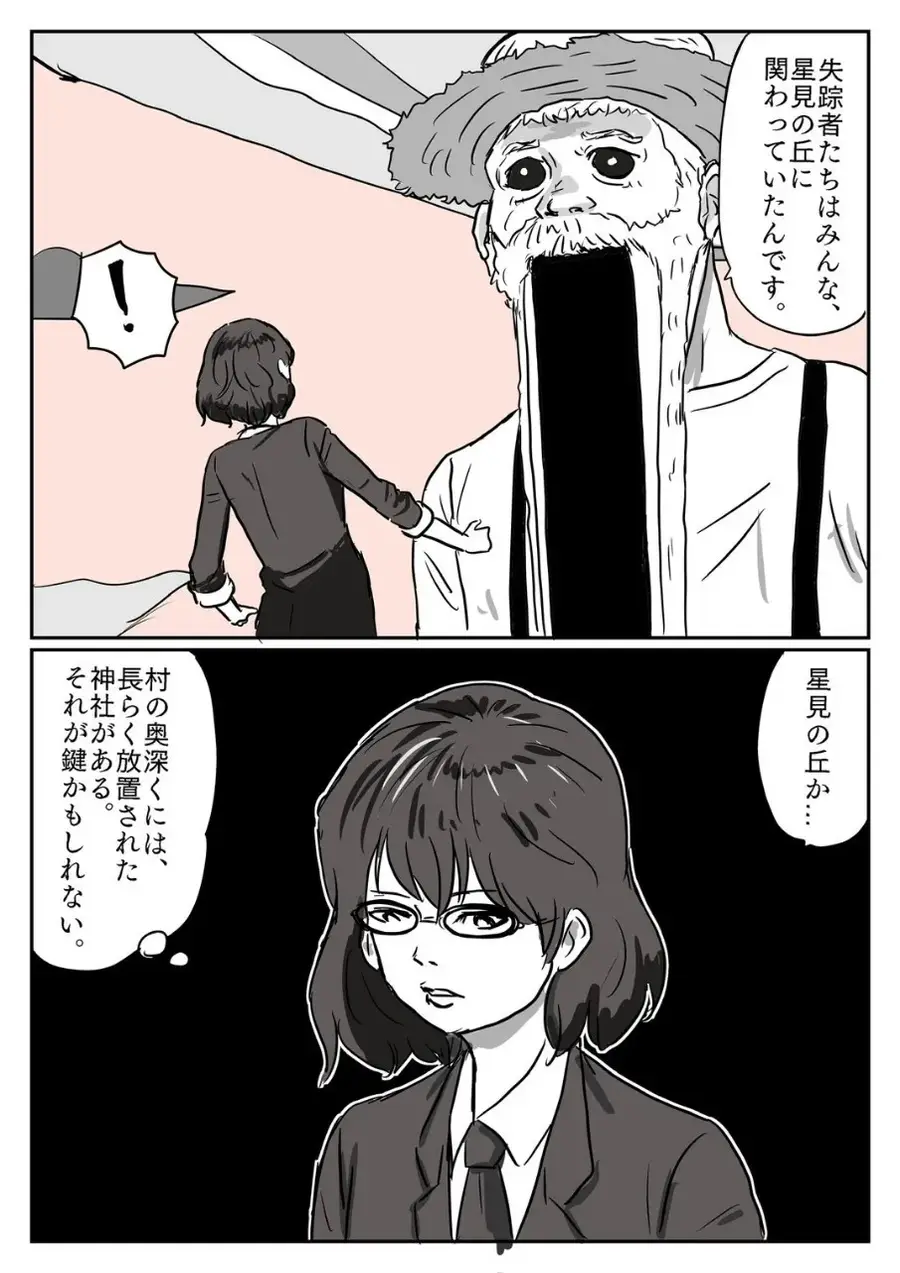 失踪者たちはみんな、
星見の丘に
関わっていたんです。
!
星見の丘か…
村の奥深くには、
長らく放置された
神社がある。
それが鍵かもしれない。